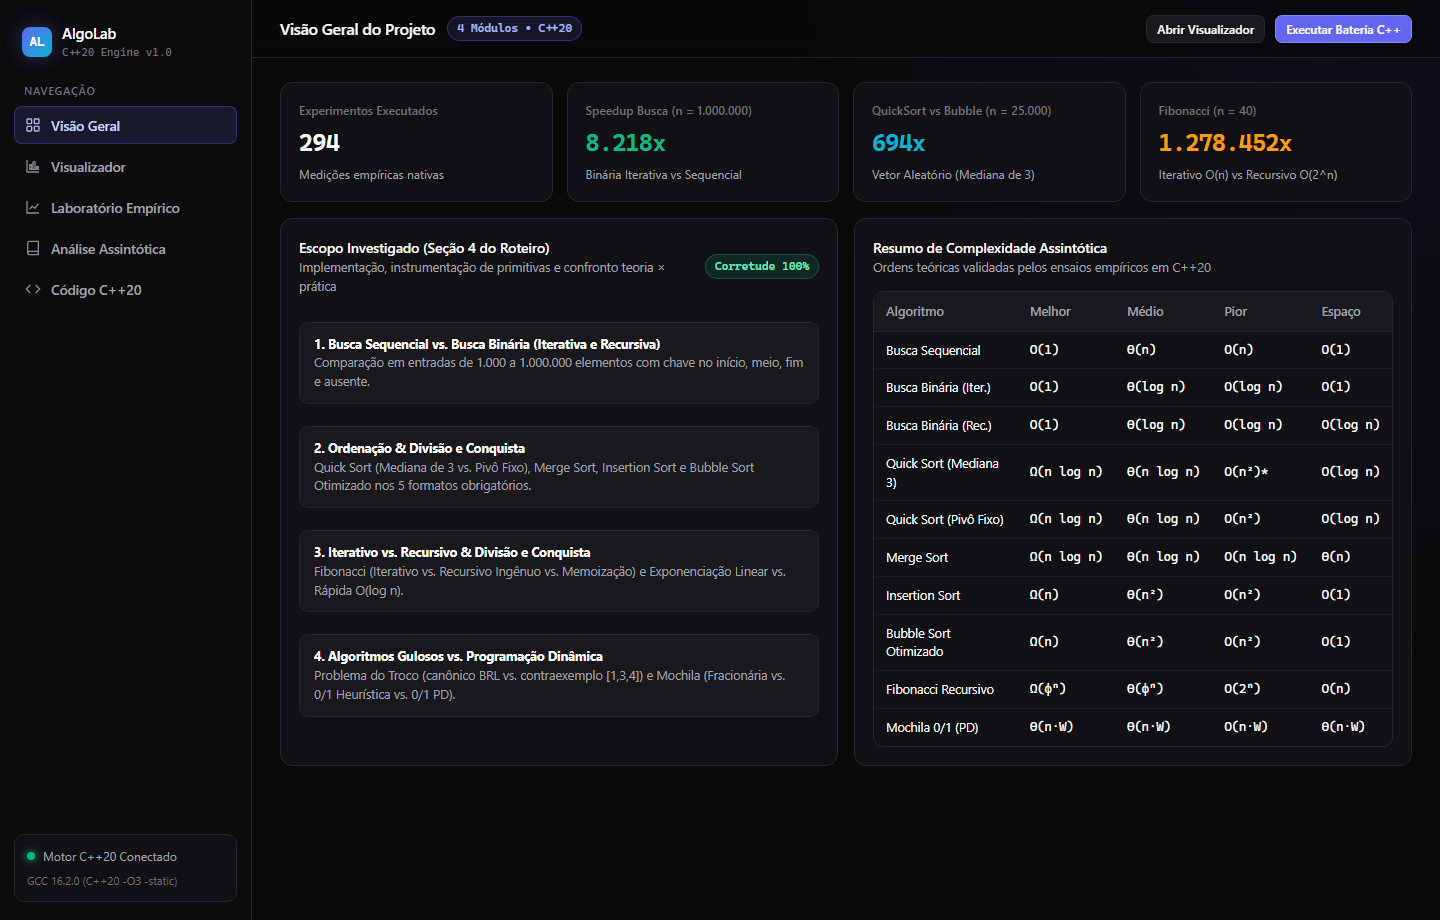 AL
AlgoLab
C++20 Engine v1.0
NAVEGAÇÃO
Visão Geral
Visualizador
Laboratório Empírico
Análise Assintótica
Código C++20
Motor C++20 Conectado
GCC 16.2.0 (C++20 -O3 -static)
Visão Geral do Projeto
4 Módulos • C++20
Abrir Visualizador
Executar Bateria C++
Experimentos Executados
294
Medições empíricas nativas
Speedup Busca (n = 1.000.000)
8.218x
Binária Iterativa vs Sequencial
QuickSort vs Bubble (n = 25.000)
694x
Vetor Aleatório (Mediana de 3)
Fibonacci (n = 40)
1.278.452x
Iterativo O(n) vs Recursivo O(2^n)
Escopo Investigado (Seção 4 do Roteiro)
Implementação, instrumentação de primitivas e confronto teoria ×
prática
Corretude 100%
1. Busca Sequencial vs. Busca Binária (Iterativa e Recursiva)
Comparação em entradas de 1.000 a 1.000.000 elementos com chave no início, meio, fim
e ausente.
2. Ordenação & Divisão e Conquista
Quick Sort (Mediana de 3 vs. Pivô Fixo), Merge Sort, Insertion Sort e Bubble Sort
Otimizado nos 5 formatos obrigatórios.
3. Iterativo vs. Recursivo & Divisão e Conquista
Fibonacci (Iterativo vs. Recursivo Ingênuo vs. Memoização) e Exponenciação Linear vs.
Rápida O(log n).
4. Algoritmos Gulosos vs. Programação Dinâmica
Problema do Troco (canônico BRL vs. contraexemplo [1,3,4]) e Mochila (Fracionária vs.
0/1 Heurística vs. 0/1 PD).
Resumo de Complexidade Assintótica
Ordens teóricas validadas pelos ensaios empíricos em C++20
Algoritmo Melhor Médio Pior Espaço
Busca Sequencial O(1) Θ(n) O(n) O(1)
Busca Binária (Iter.) O(1) Θ(log n) O(log n) O(1)
Busca Binária (Rec.) O(1) Θ(log n) O(log n) O(log n)
Quick Sort (Mediana
3) Ω(n log n) Θ(n log n) O(n²)* O(log n)
Quick Sort (Pivô Fixo) Ω(n log n) Θ(n log n) O(n²) O(log n)
Merge Sort Ω(n log n) Θ(n log n) O(n log n) Θ(n)
Insertion Sort Ω(n) Θ(n²) O(n²) O(1)
Bubble Sort
Otimizado Ω(n) Θ(n²) O(n²) O(1)
Fibonacci Recursivo Ω(ϕⁿ) Θ(ϕⁿ) O(2ⁿ) O(n)
Mochila 0/1 (PD) Θ(n·W) Θ(n·W) O(n·W) Θ(n·W)